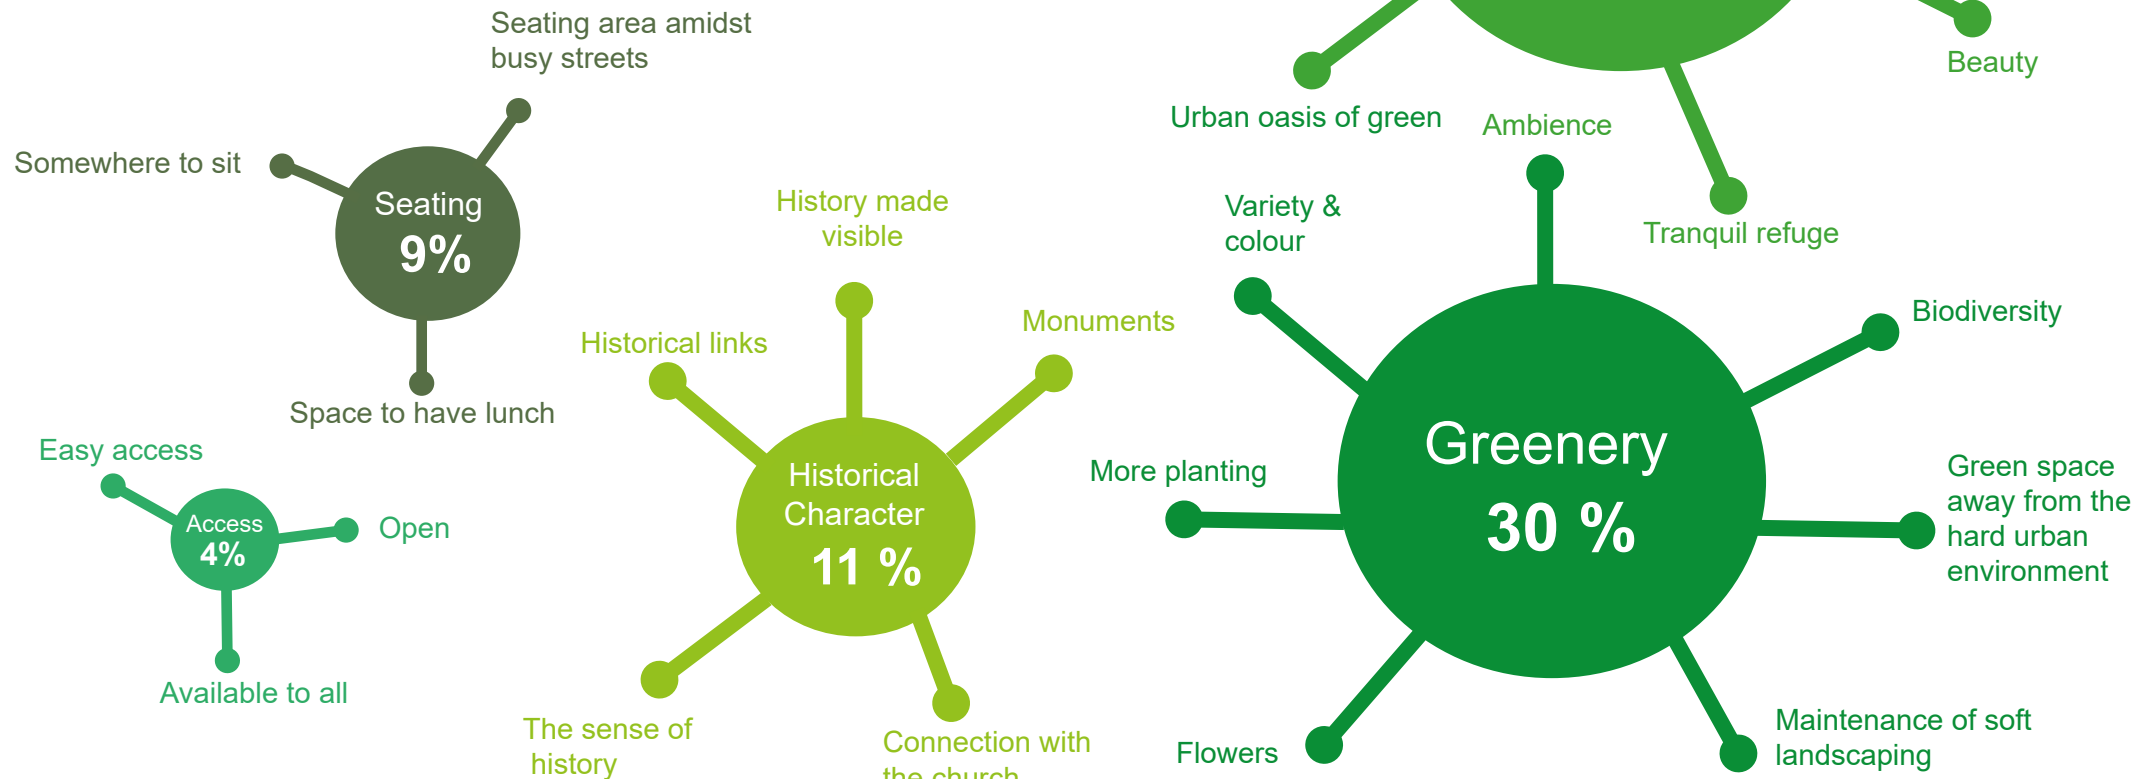 Seating area amidst
busy streets
Somewhere to sit
Seating
9%
Space to have lunch
Easy access
Access
4%
Open
Available to all
History made
visible
Historical links
Monuments
Historical
Character
11 %
The sense of
history
Connection with
the church
Beauty
Urban oasis of green
Ambience
Tranquil refuge
Variety &
colour
Biodiversity
More planting
Greenery
30 %
Green space
away from the
hard urban
environment
Flowers
Maintenance of soft
landscaping